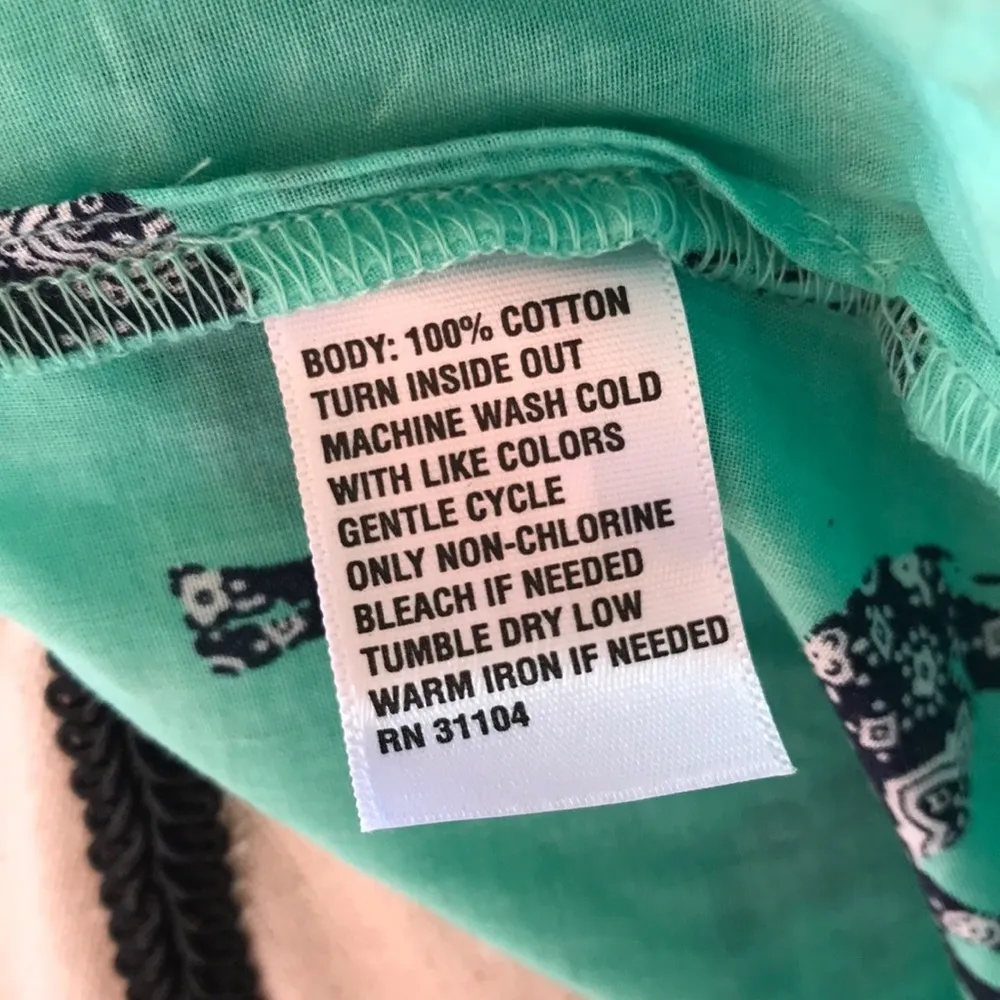 BODY: 100% COTTON
TURN INSIDE OUT
MACHINE WASH COLD
WITH LIKE COLORS
GENTLE CYCLE
ONLY NON-CHLORINE
BLEACH IF NEEDED
TUMBLE DRY LOW
WARM IRON IF NEEDED
RN 31104